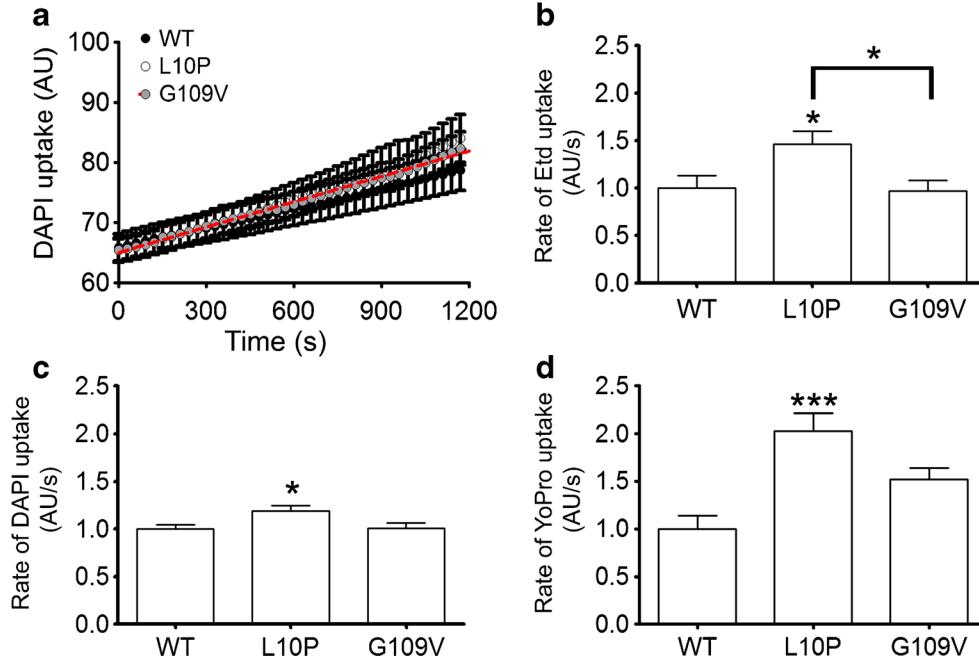 a
DAPI uptake (AU)
100
90
80
70
60
WT
L10P
G109V
0 300 600 900 1200
Time (s)
b
Rate of Etd uptake
(AU/s)
2.5
2.0
1.5
1.0
0.5
0.0
*
*
WT L10P G109V
c
Rate of DAPI uptake
(AU/s)
2.5
2.0
1.5
1.0
0.5
0.0
*
WT L10P G109V
d
Rate of YoPro uptake
(AU/s)
2.5
2.0
1.5
1.0
0.5
0.0
***
WT L10P G109V